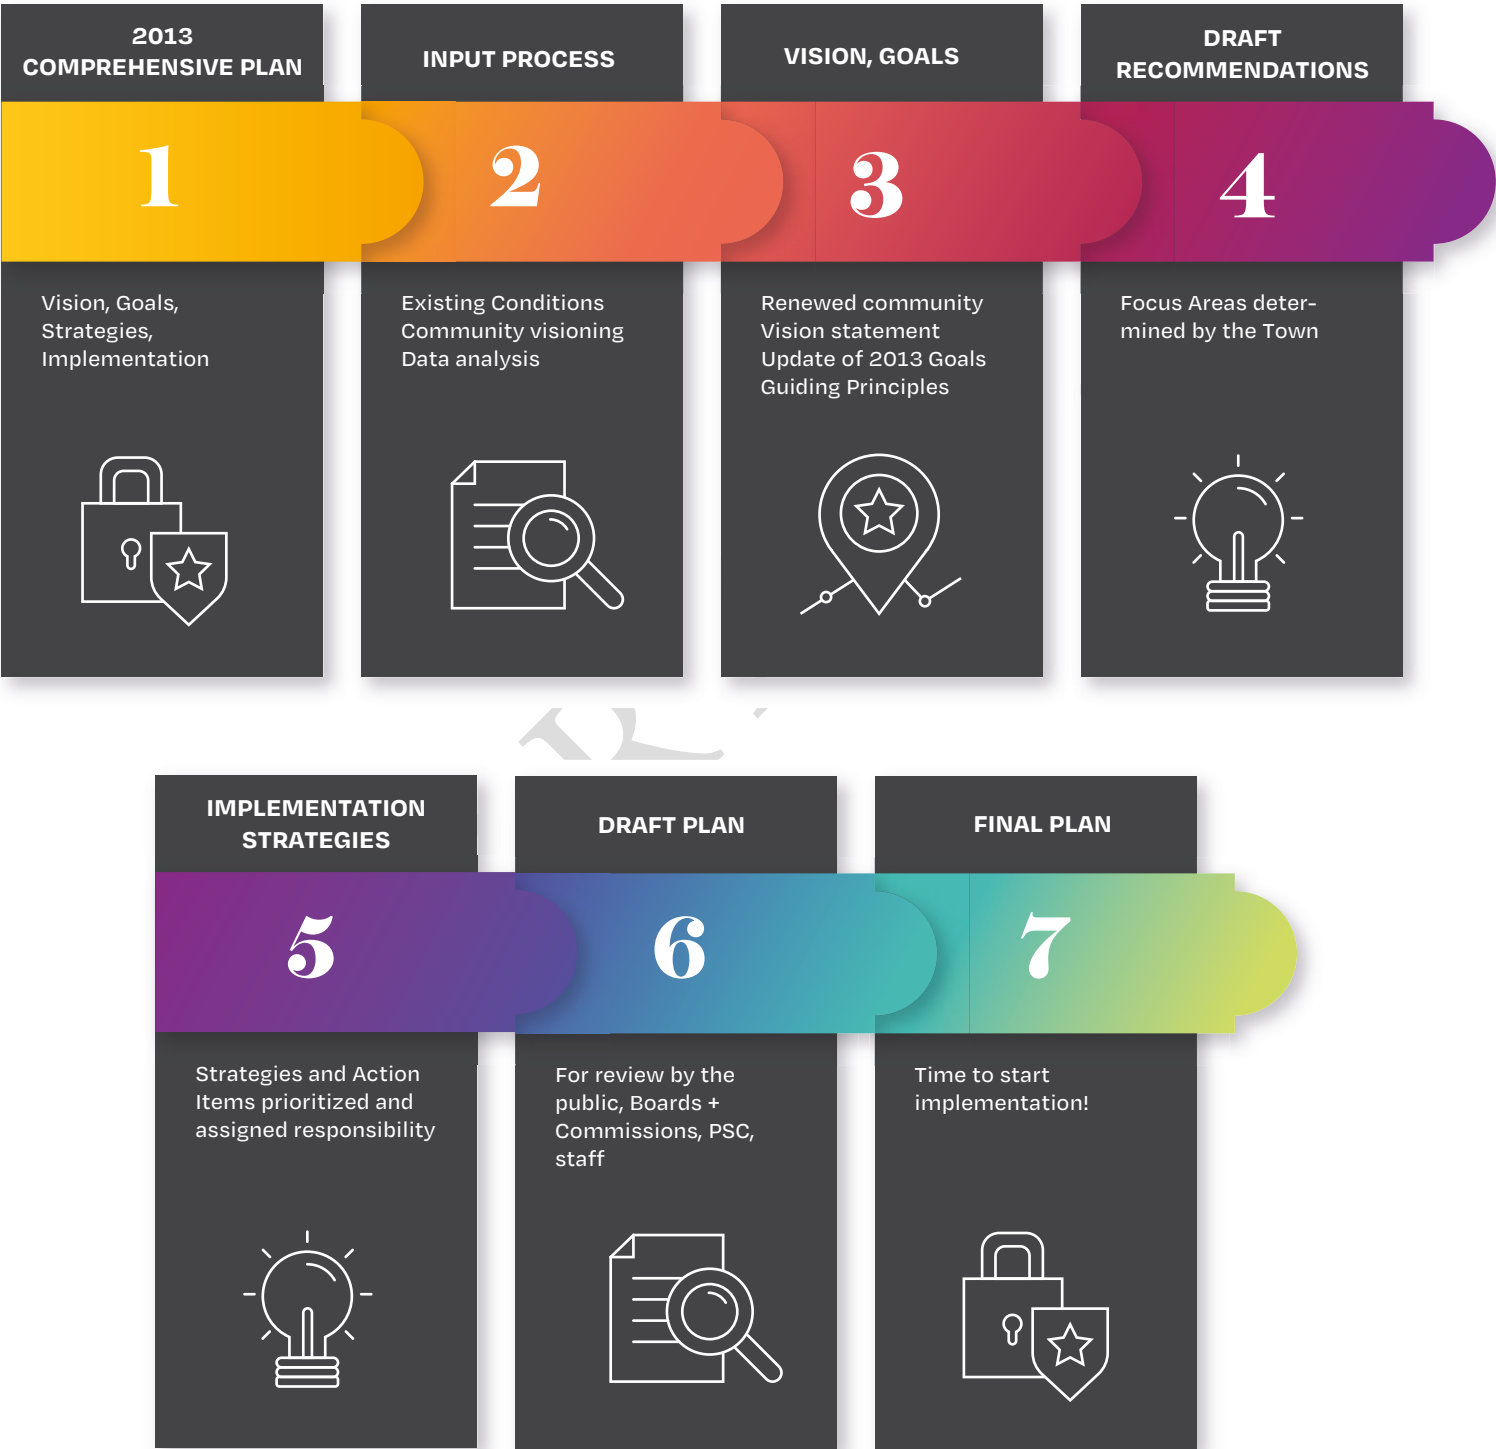 2013
COMPREHENSIVE PLAN
1
Vision, Goals,
Strategies,
Implementation
INPUT PROCESS
2
Existing Conditions
Community visioning
Data analysis
VISION, GOALS
3
Renewed community
Vision statement
Update of 2013 Goals
Guiding Principles
DRAFT
RECOMMENDATIONS
4
Focus Areas deter-
mined by the Town
IMPLEMENTATION
STRATEGIES
5
Strategies and Action
Items prioritized and
assigned responsibility
DRAFT PLAN
6
For review by the
public, Boards +
Commissions, PSC,
staff
FINAL PLAN
7
Time to start
implementation!